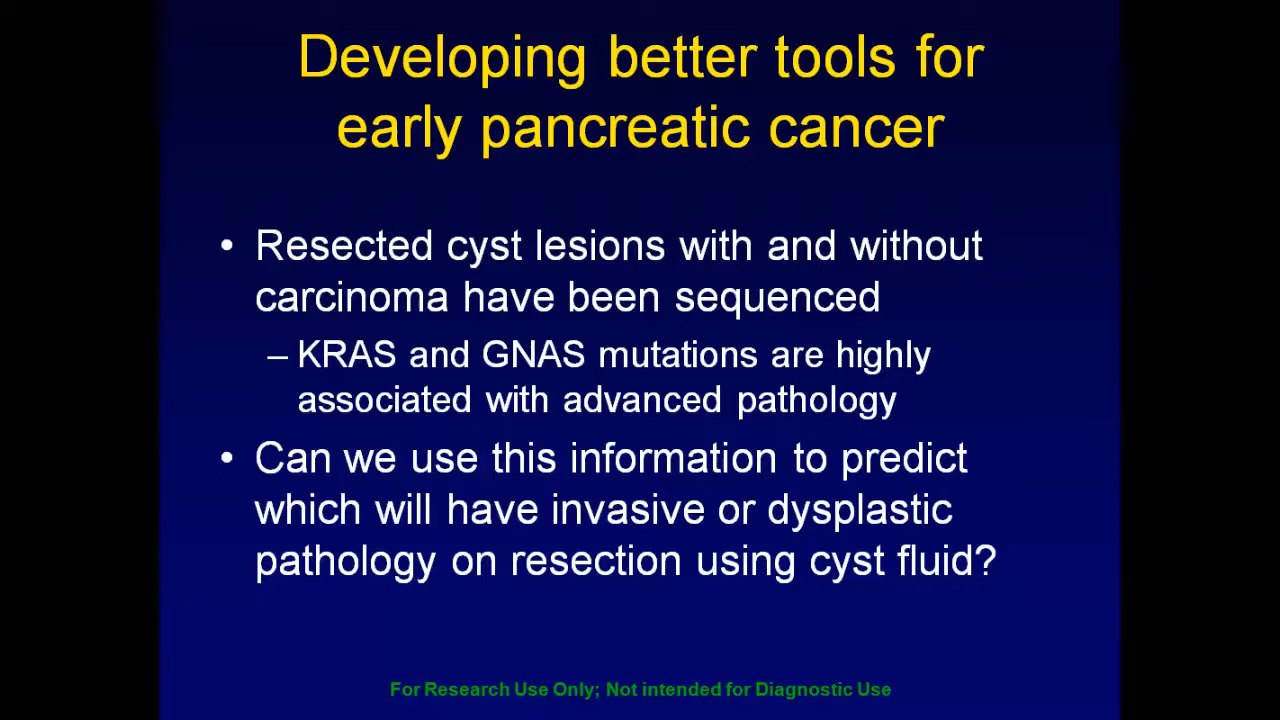 Developing better tools for
early pancreatic cancer
• Resected cyst lesions with and without
carcinoma have been sequenced
– KRAS and GNAS mutations are highly
associated with advanced pathology
• Can we use this information to predict
which will have invasive or dysplastic
pathology on resection using cyst fluid?
For Research Use Only; Not intended for Diagnostic Use